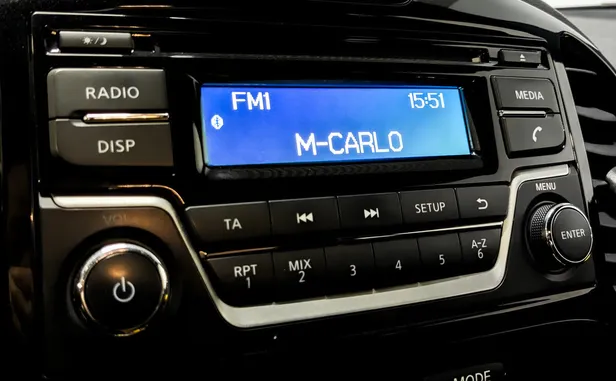 RADIO
FM1 15:51
MEDIA
DISP
M-CARLO
VOL
TA
SETUP
MENU
ENTER
RPT 1
MIX 2
3
4
5
A-Z 6
MODE